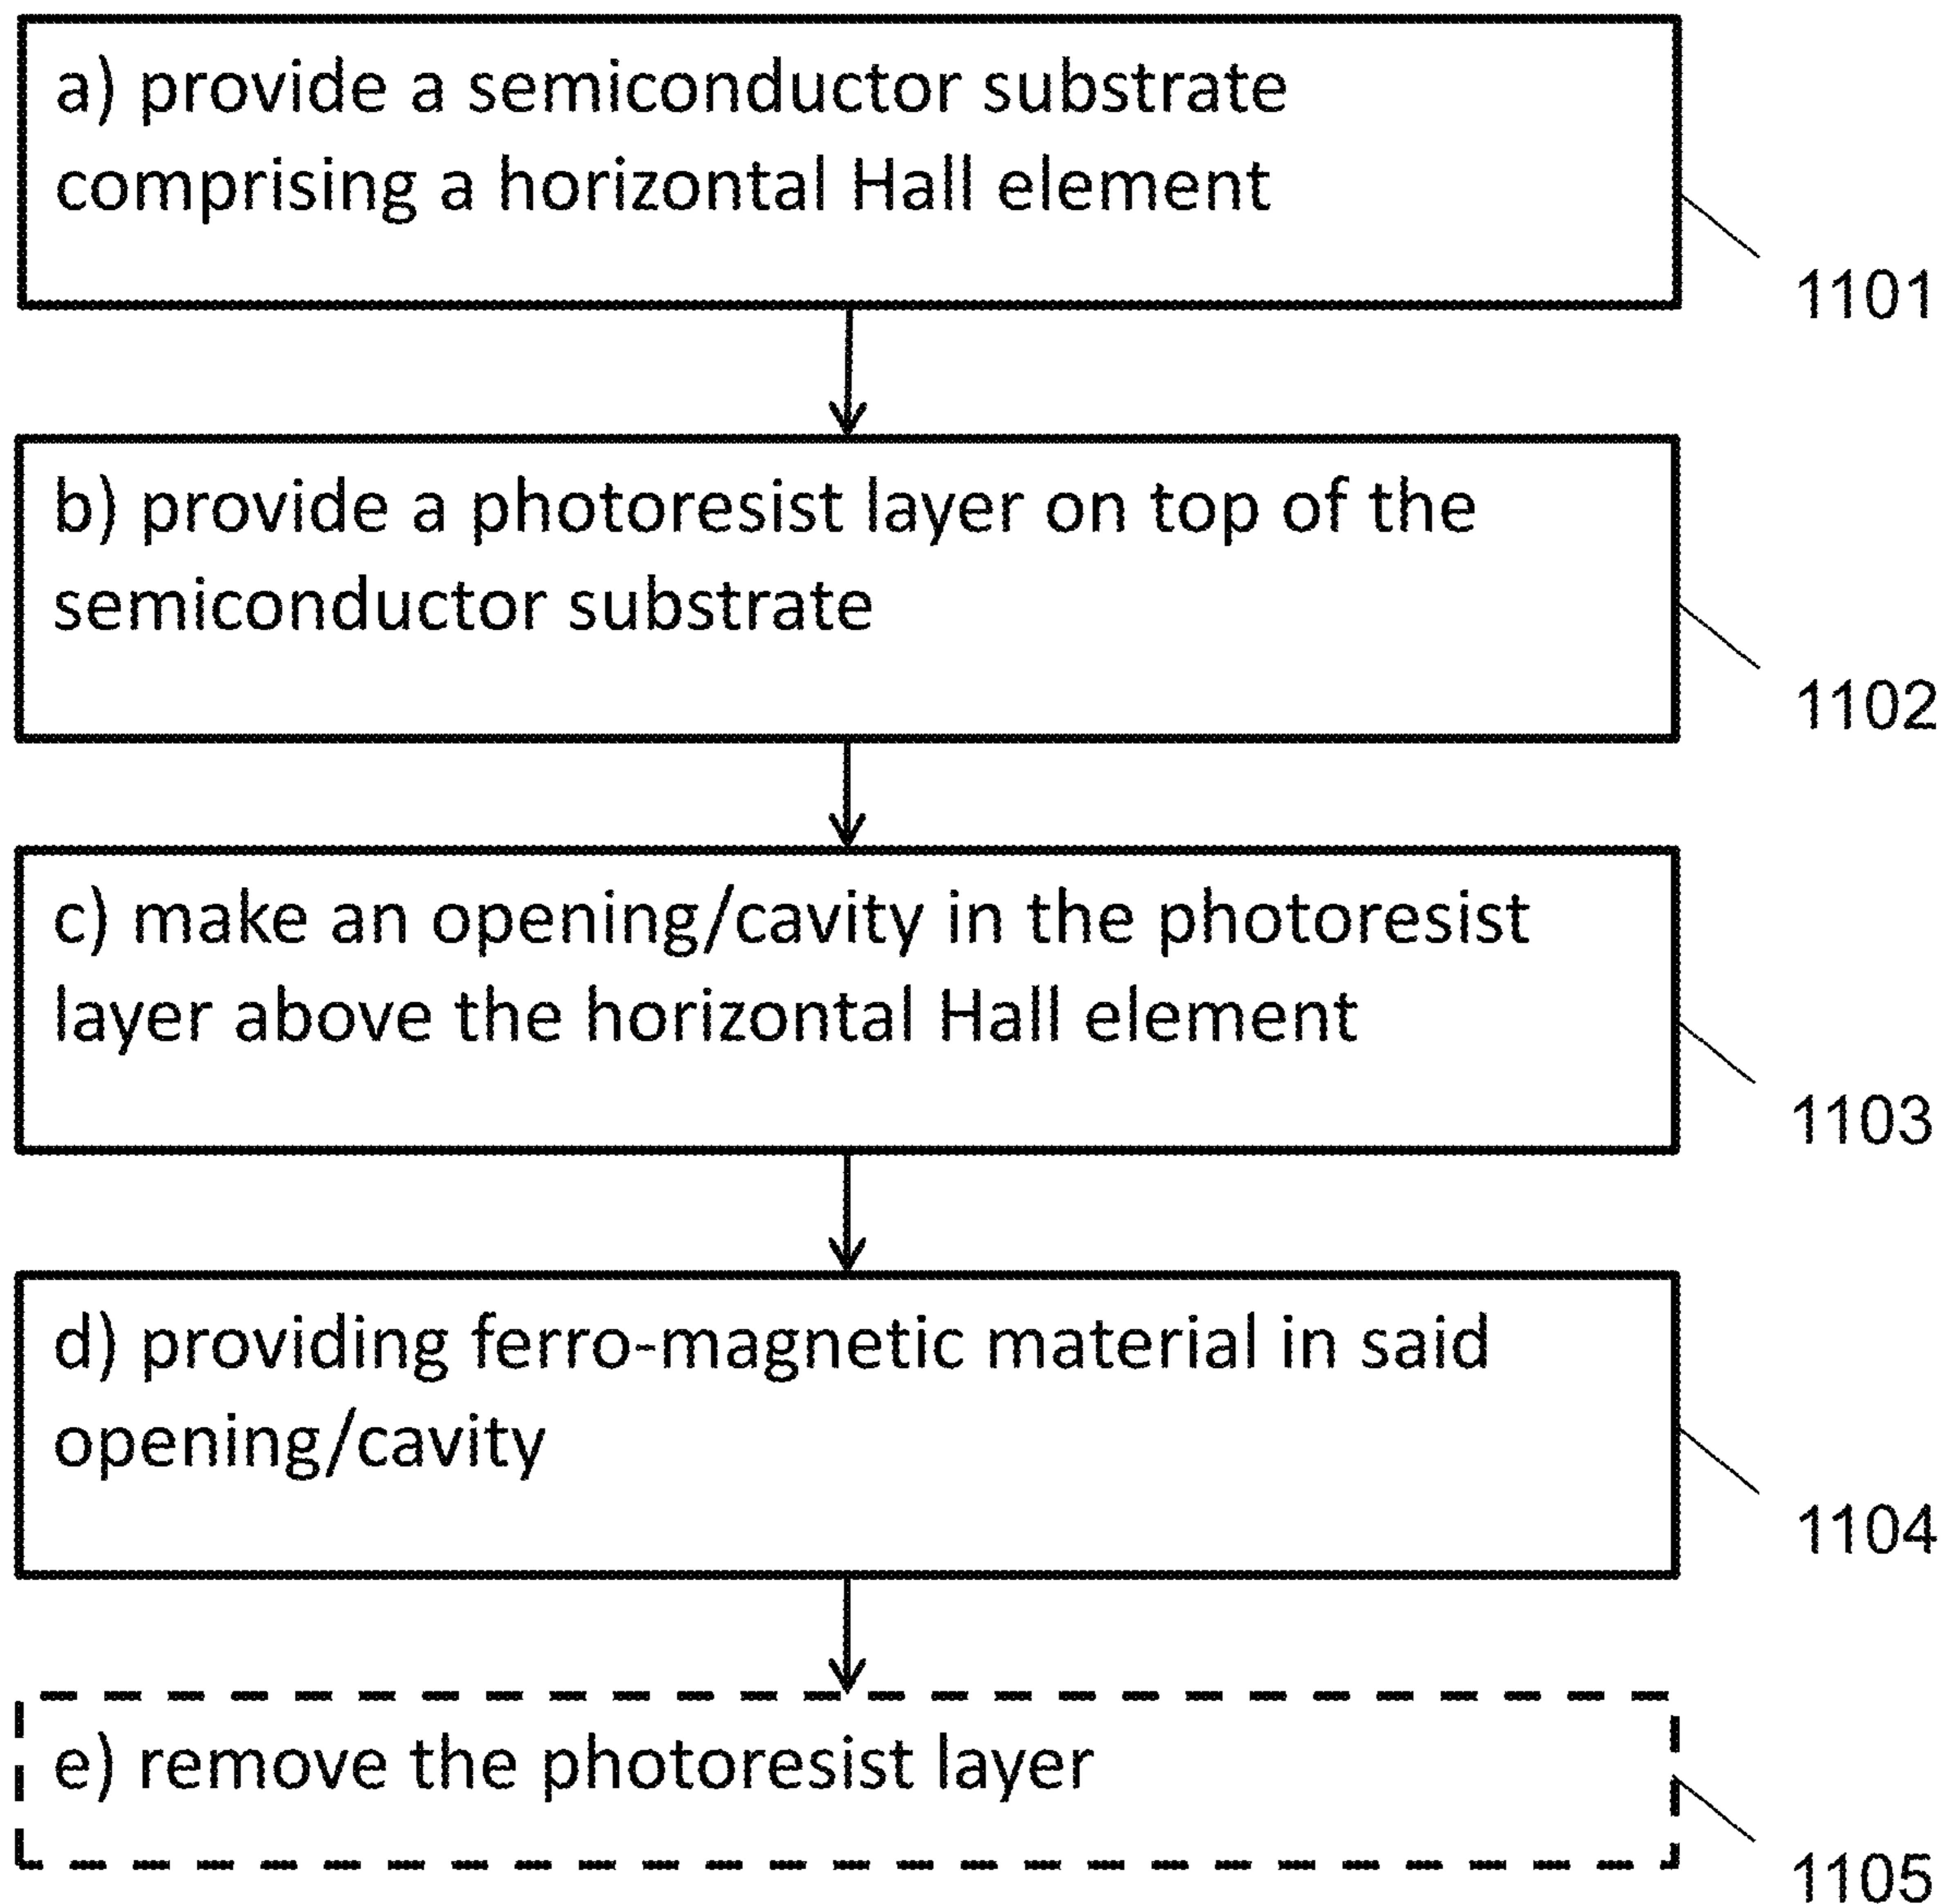 a) provide a semiconductor substrate
comprising a horizontal Hall element
1101
b) provide a photoresist layer on top of the
semiconductor substrate
1102
c) make an opening/cavity in the photoresist
layer above the horizontal Hall element
1103
d) providing ferro-magnetic material in said
opening/cavity
1104
e) remove the photoresist layer
1105